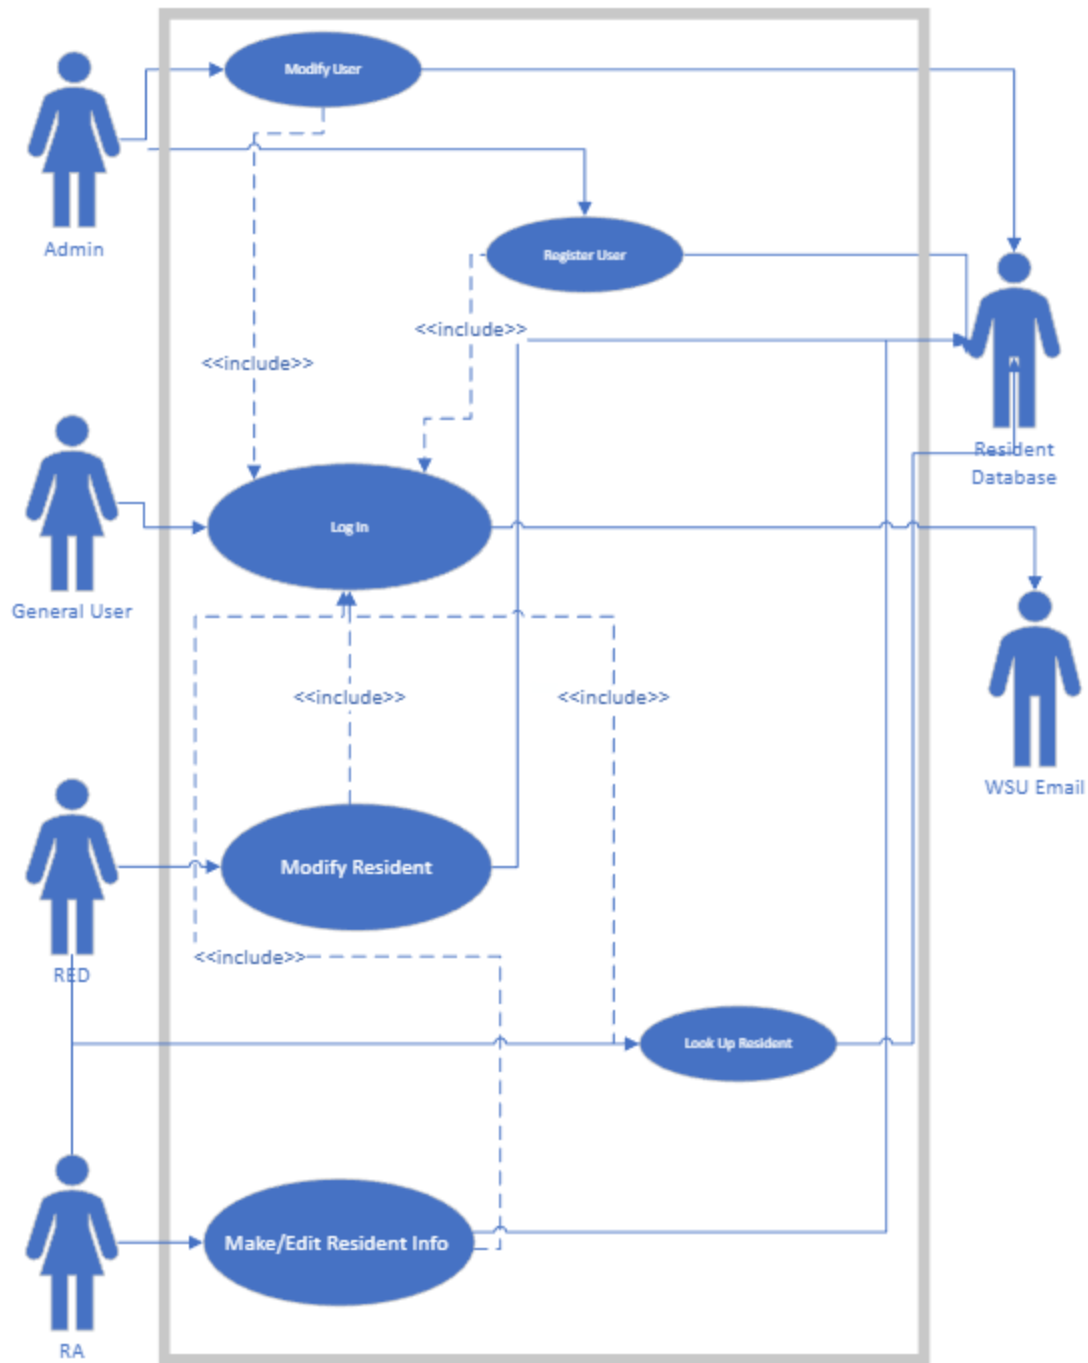 Modify User
Admin
Register User
<<include>>
<<include>>
Resident
Database
Log In
General User
<<include>>
<<include>>
WSU Email
Modify Resident
<<include>>
RED
Look Up Resident
Make/Edit Resident Info
RA